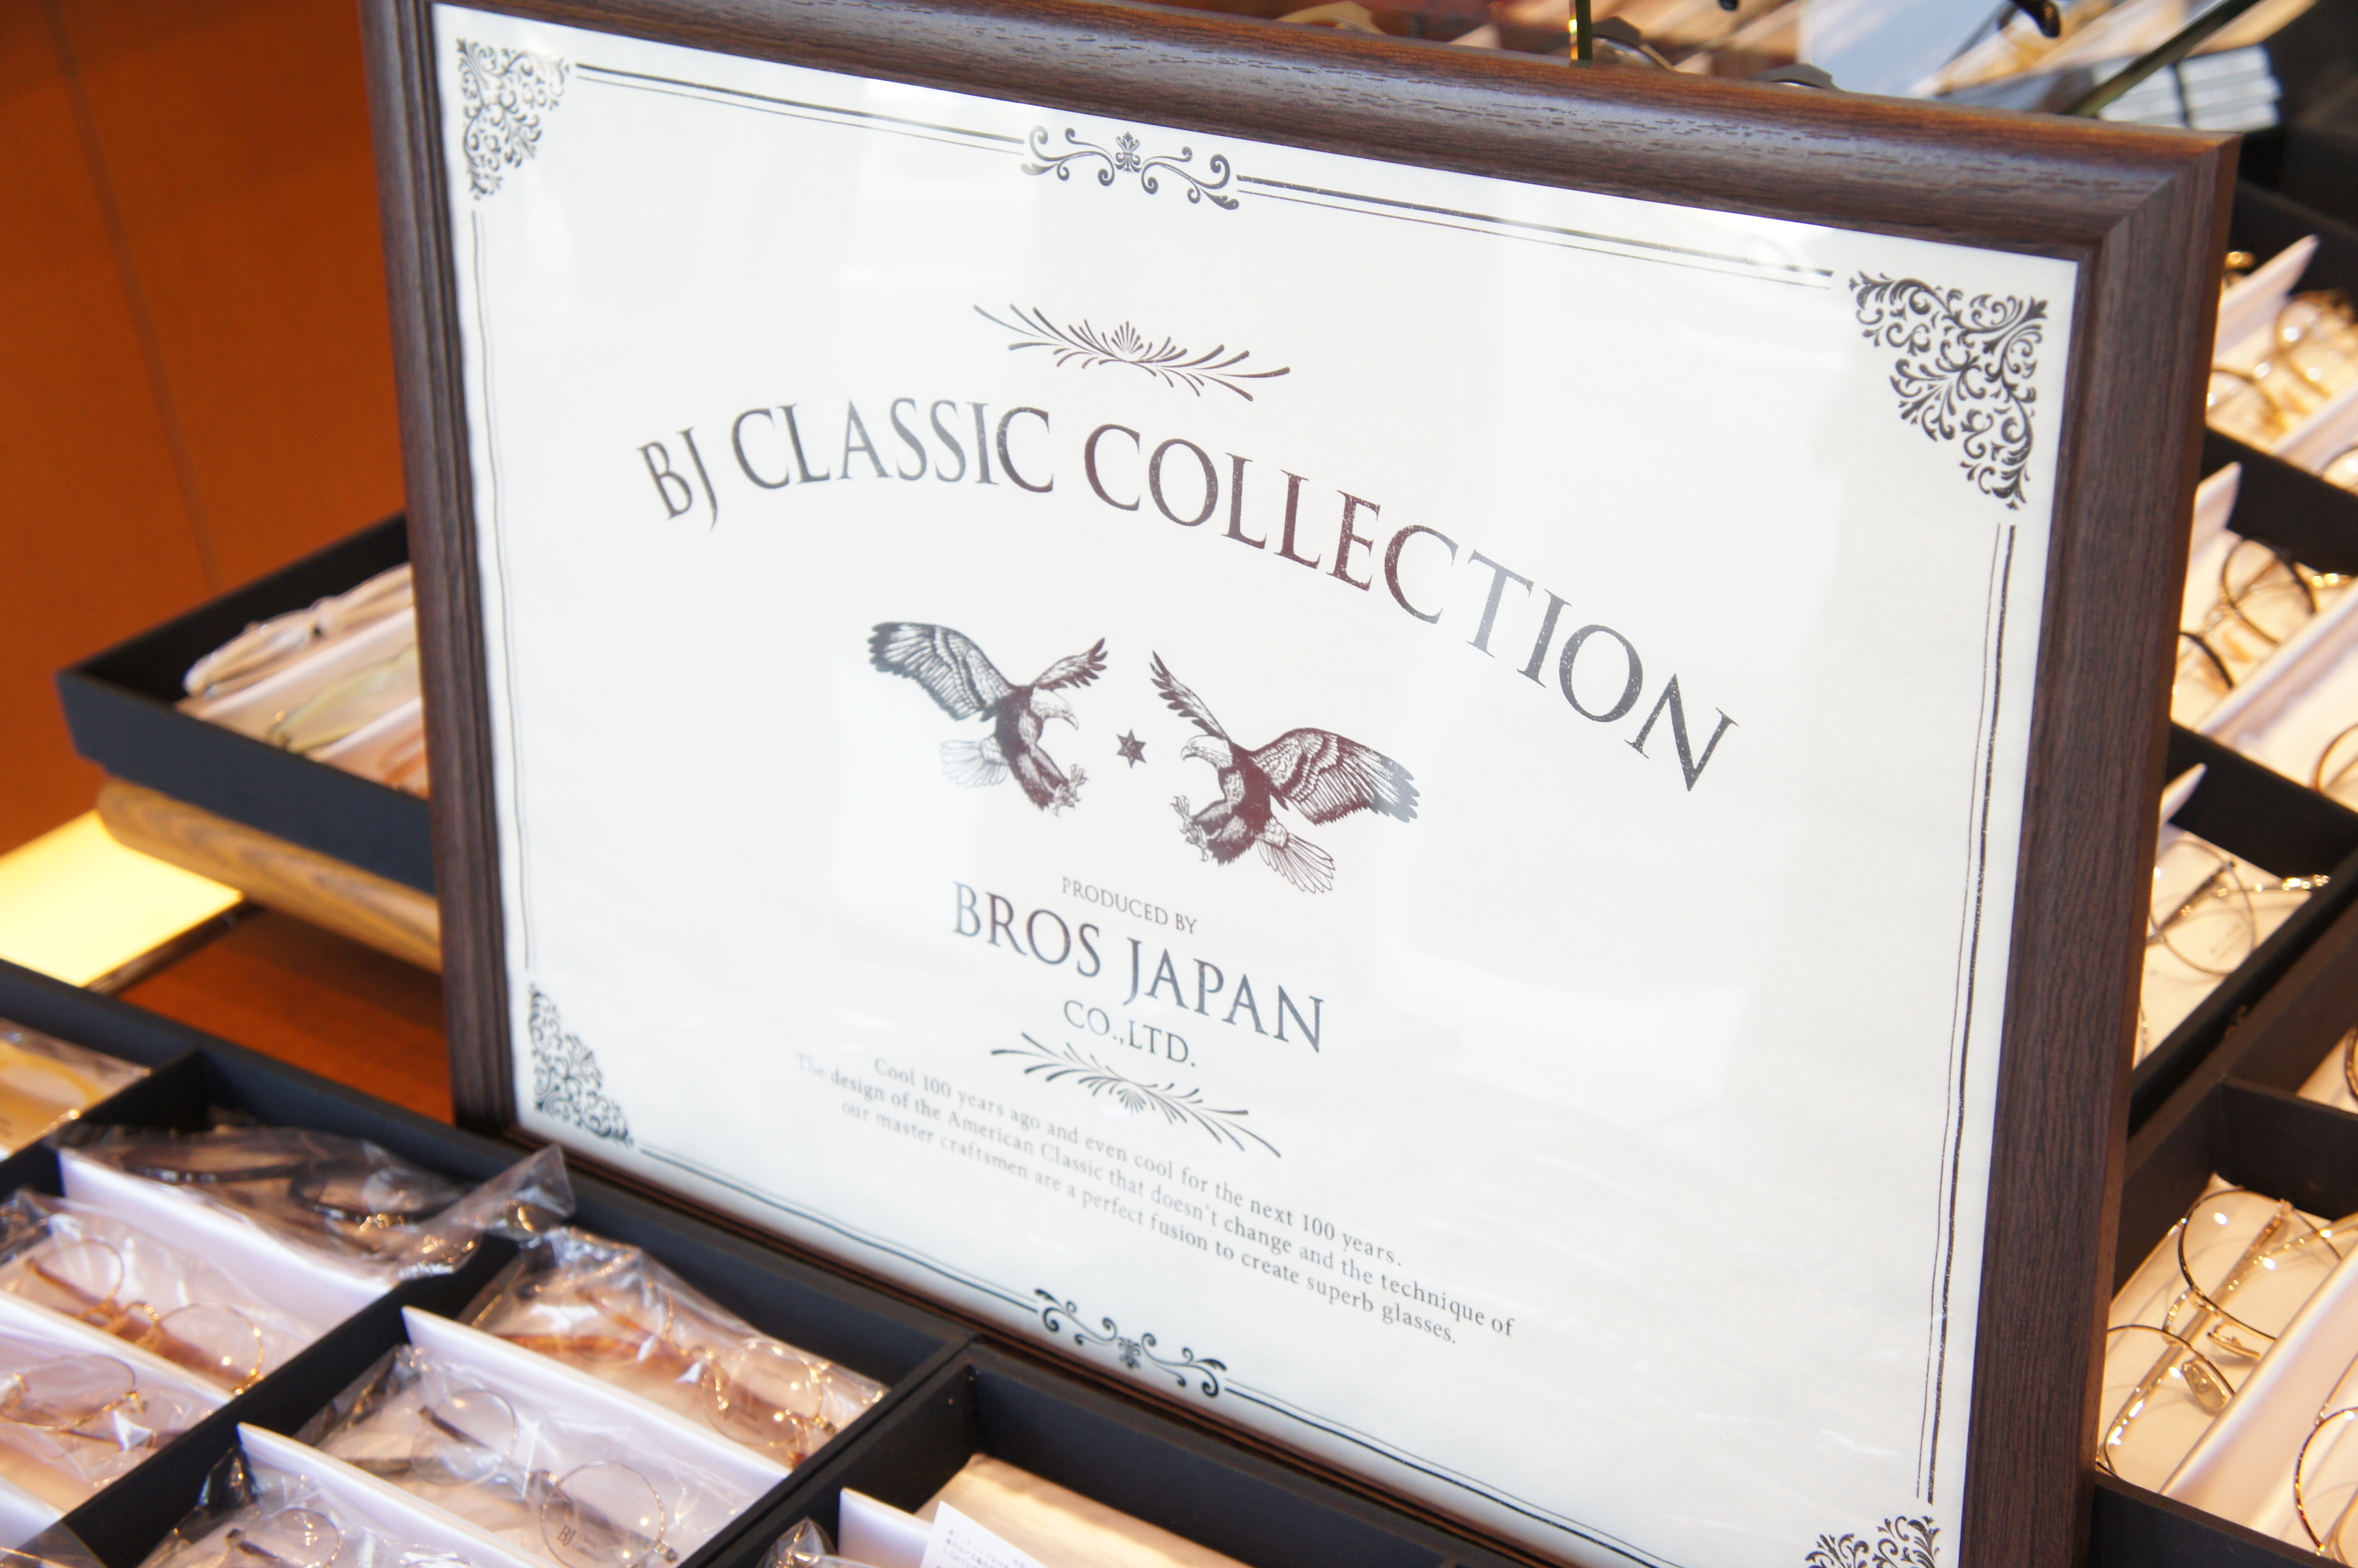 BJ CLASSIC COLLECTION
PRODUCED BY
BROS JAPAN
CO.,LTD.
Cool 100 years ago and even cool for the next 100 years.
The design of the American Classic that doesn't change and the technique of
our master craftsmen are a perfect fusion to create superb glasses.
BJ